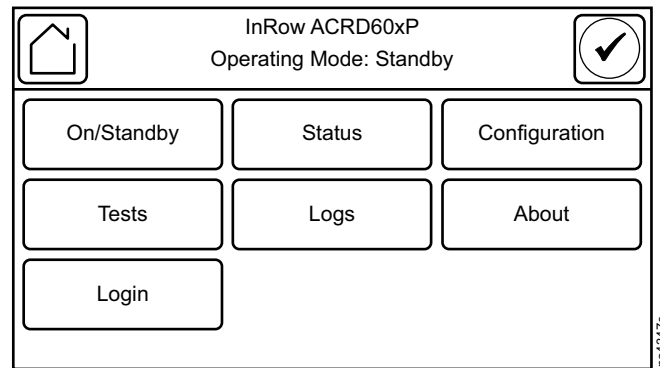 InRow ACRD60xP
Operating Mode: Standby
On/Standby
Status
Configuration
Tests
Logs
About
Login